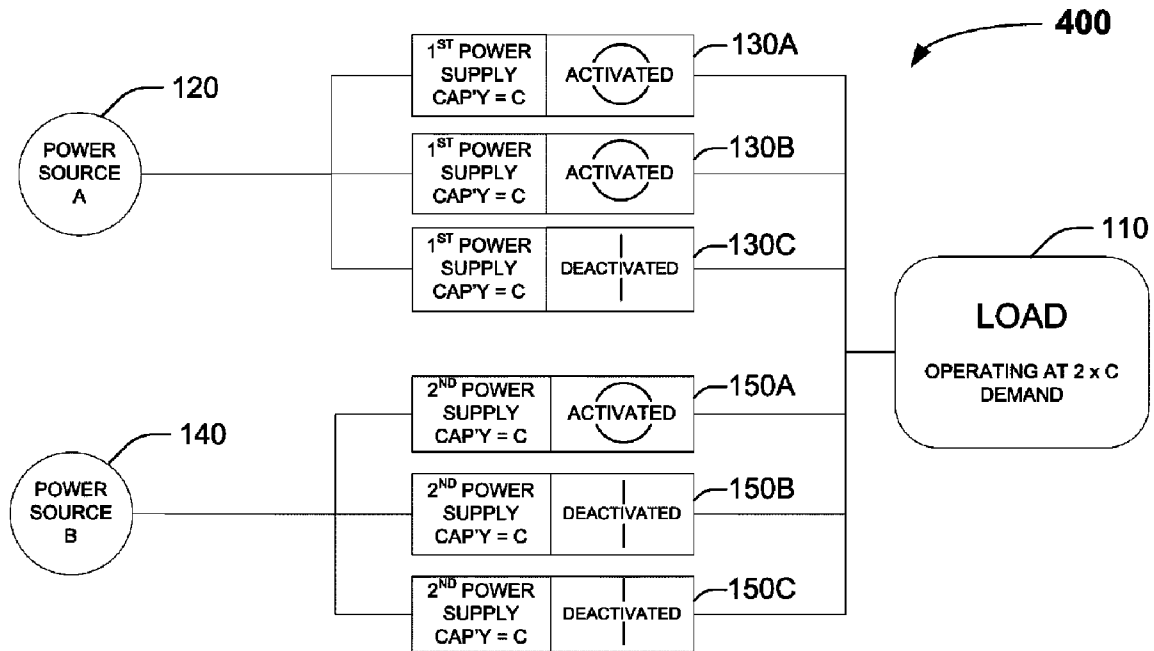 400
120
POWER
SOURCE
A
1ST POWER
SUPPLY
CAP'Y = C
ACTIVATED
130A
1ST POWER
SUPPLY
CAP'Y = C
ACTIVATED
130B
1ST POWER
SUPPLY
CAP'Y = C
DEACTIVATED
130C
110
LOAD
OPERATING AT 2 x C
DEMAND
140
POWER
SOURCE
B
2ND POWER
SUPPLY
CAP'Y = C
ACTIVATED
150A
2ND POWER
SUPPLY
CAP'Y = C
DEACTIVATED
150B
2ND POWER
SUPPLY
CAP'Y = C
DEACTIVATED
150C